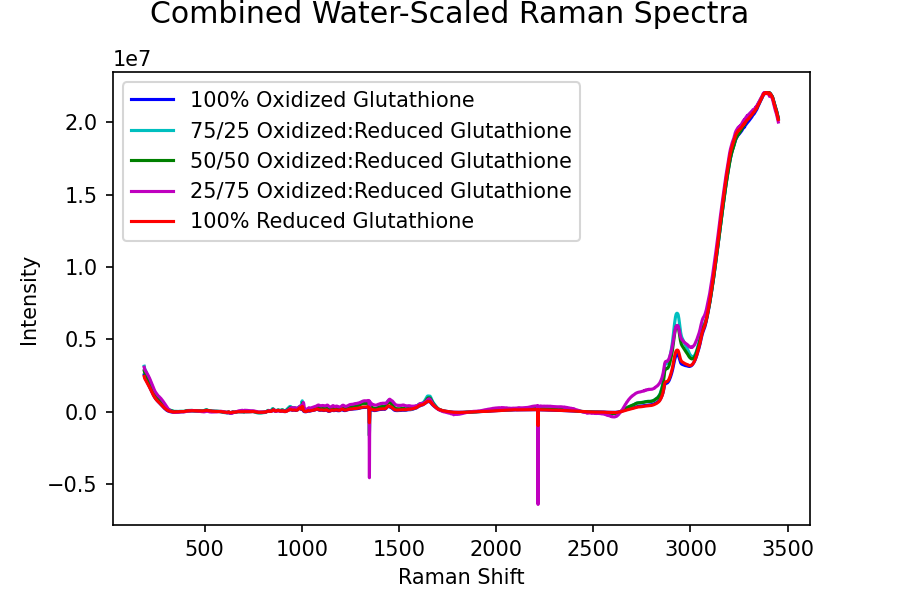 Combined Water-Scaled Raman Spectra
1e7
100% Oxidized Glutathione
75/25 Oxidized:Reduced Glutathione
50/50 Oxidized:Reduced Glutathione
25/75 Oxidized:Reduced Glutathione
100% Reduced Glutathione
2.0
1.5
1.0
0.5
0.0
−0.5
Intensity
500 1000 1500 2000 2500 3000 3500
Raman Shift